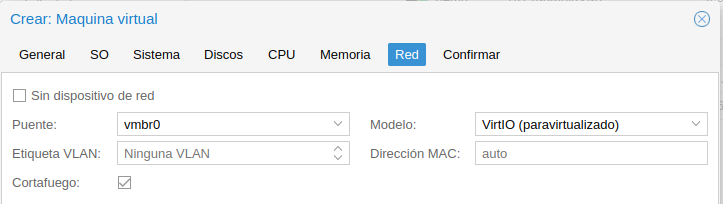 Crear: Maquina virtual
General SO Sistema Discos CPU Memoria Red Confirmar
Sin dispositivo de red
Puente: vmbr0 Modelo: VirtIO (paravirtualizado)
Etiqueta VLAN: Ninguna VLAN Dirección MAC: auto
Cortafuego: